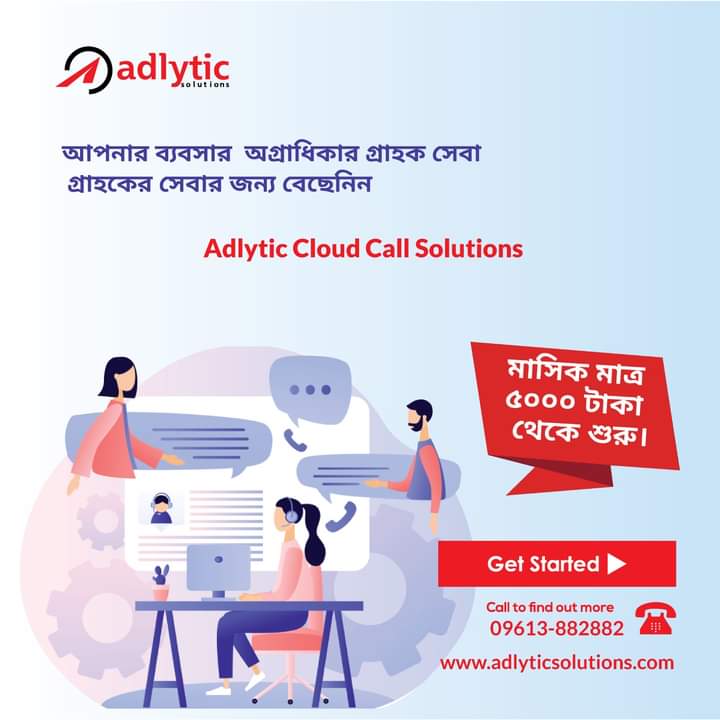 adlytic
solutions
আপনার ব্যবসার অগ্রাধিকার গ্রাহক সেবা
গ্রাহকের সেবার জন্য বেছেনিন
Adlytic Cloud Call Solutions
মাসিক মাত্র
৫০০০ টাকা
থেকে শুরু।
Get Started
Call to find out more
09613-882882
www.adlyticsolutions.com